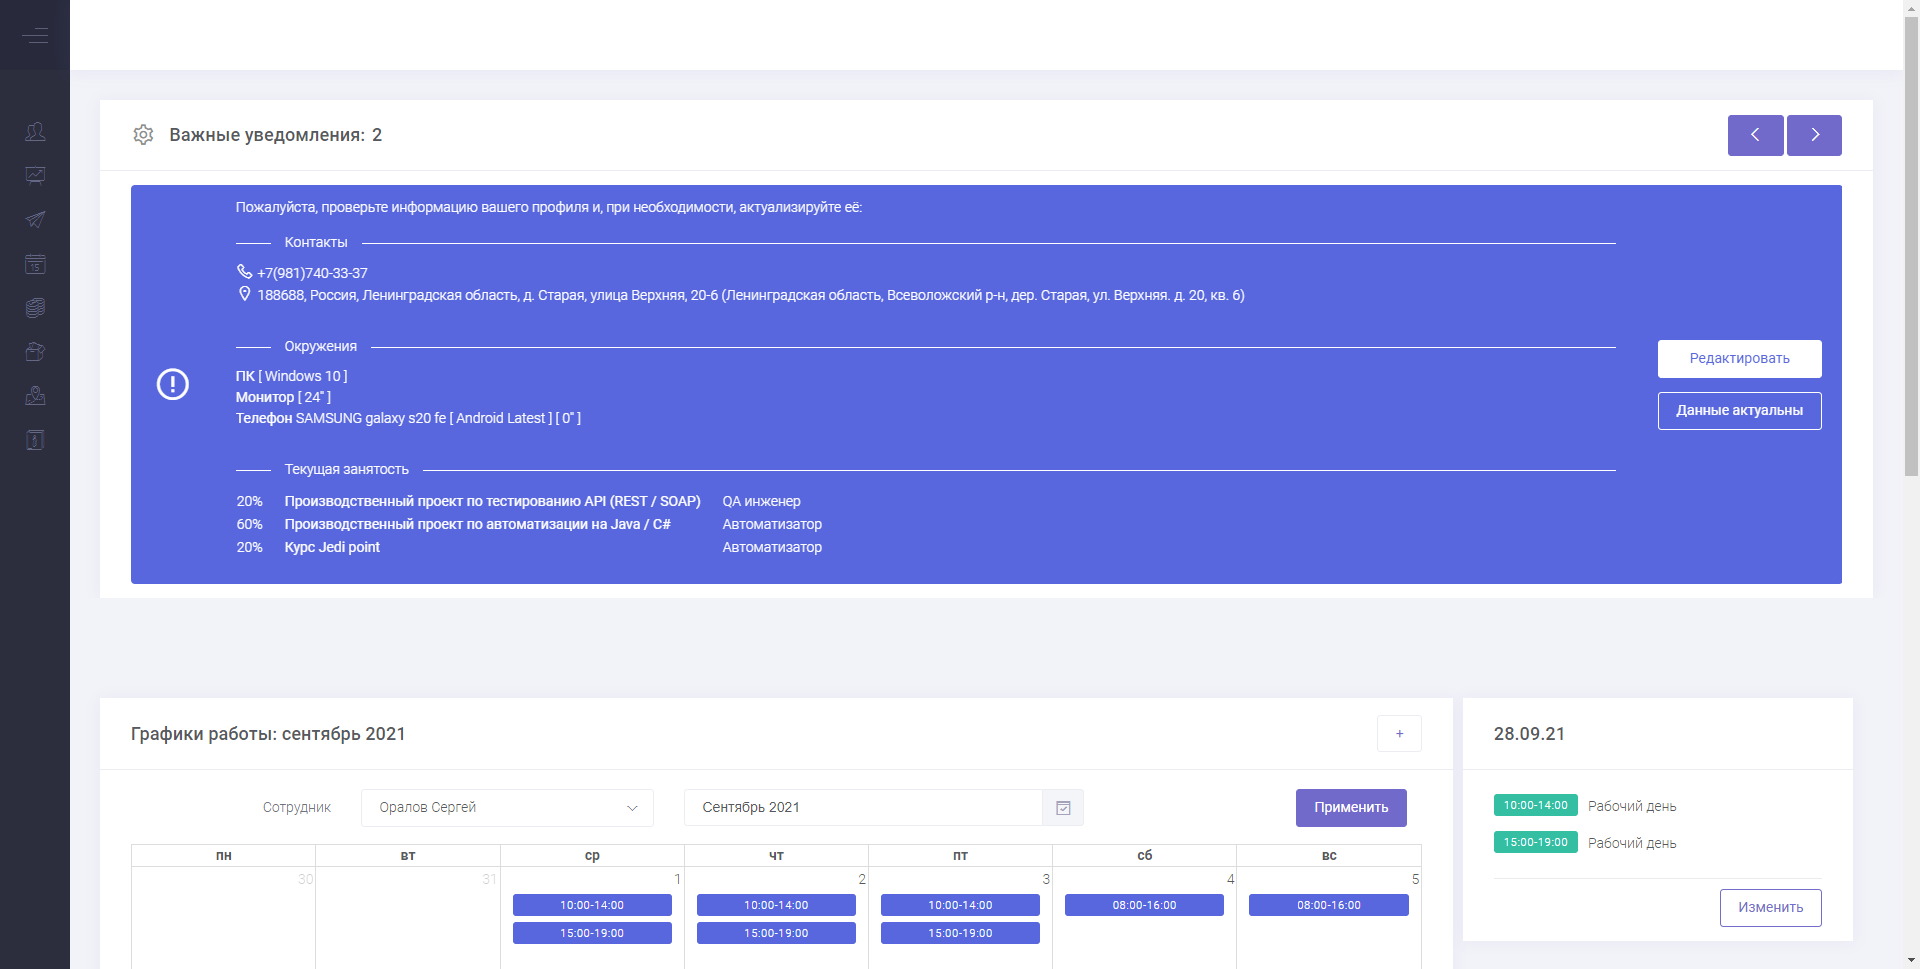 Важные уведомления: 2
Пожалуйста, проверьте информацию вашего профиля и, при необходимости, актуализируйте её:
Контакты
+7(981)740-33-37
188688, Россия, Ленинградская область, д. Старая, улица Верхняя, 20-6 (Ленинградская область, Всеволожский р-н, дер. Старая, ул. Верхняя. д. 20, кв. 6)
Окружения
ПК [ Windows 10 ]
Монитор [ 24" ]
Телефон SAMSUNG galaxy s20 fe [ Android Latest ] [ 0" ]
Редактировать
Данные актуальны
Текущая занятость
20% Производственный проект по тестированию API (REST / SOAP) QA инженер
60% Производственный проект по автоматизации на Java / C# Автоматизатор
20% Курс Jedi point Автоматизатор
Графики работы: сентябрь 2021 +
Сотрудник Оралов Сергей Сентябрь 2021 Применить
пн вт ср чт пт сб вс
30 31 1 2 3 4 5
10:00-14:00 10:00-14:00 10:00-14:00 08:00-16:00 08:00-16:00
15:00-19:00 15:00-19:00 15:00-19:00
28.09.21
10:00-14:00 Рабочий день
15:00-19:00 Рабочий день
Изменить
15